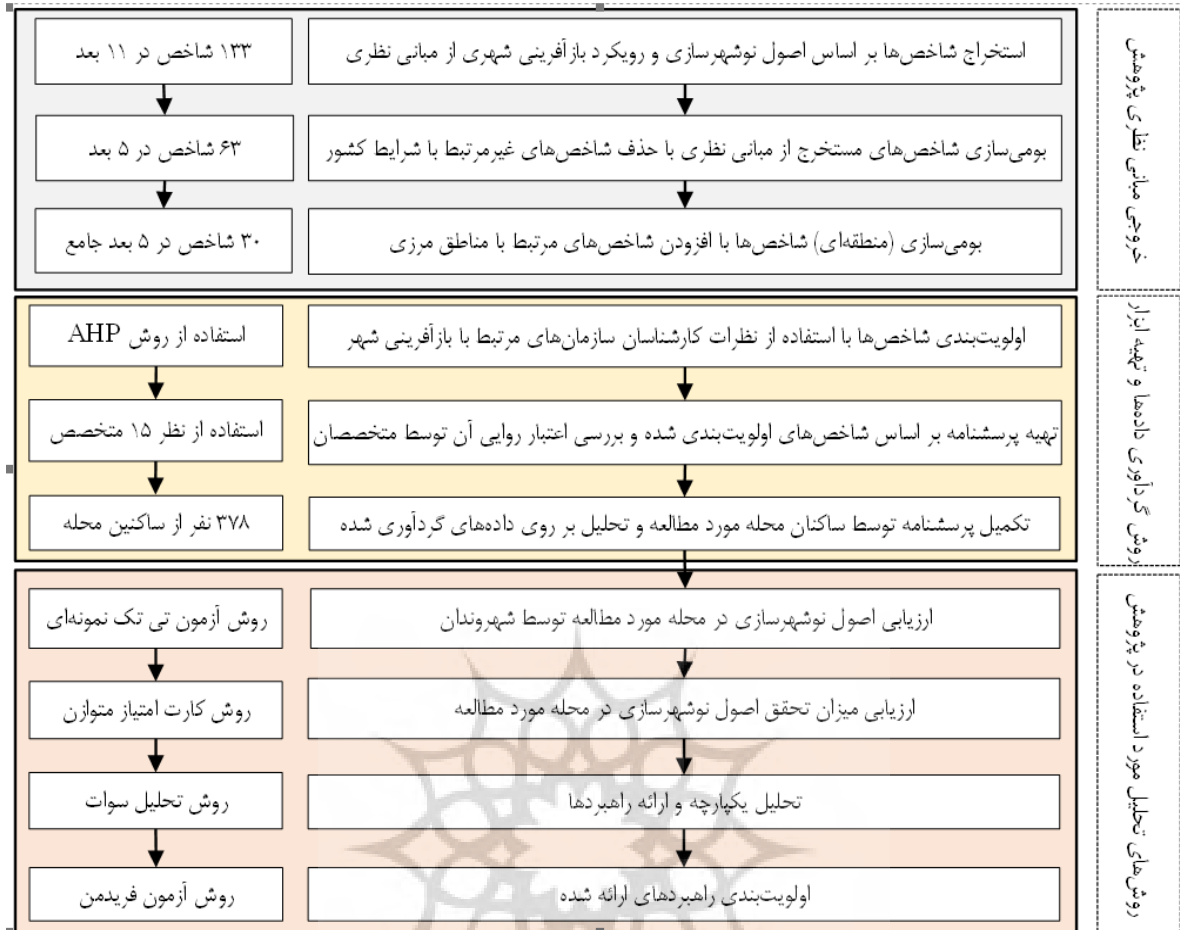 خروجی مبانی نظری پژوهش
استخراج شاخص‌ها بر اساس اصول نوشهرسازی و رویکرد بازآفرینی شهری از مبانی نظری
۱۳۳ شاخص در ۱۱ بعد
بومی‌سازی شاخص‌های مستخرج از مبانی نظری با حذف شاخص‌های غیرمرتبط با شرایط کشور
۶۳ شاخص در ۵ بعد
بومی‌سازی (منطقه‌ای) شاخص‌ها با افزودن شاخص‌های مرتبط با مناطق مرزی
۳۰ شاخص در ۵ بعد جامع
روش گردآوری داده‌ها و تهیه ابزار
اولویت‌بندی شاخص‌ها با استفاده از نظرات کارشناسان سازمان‌های مرتبط با بازآفرینی شهر
استفاده از روش AHP
تهیه پرسشنامه بر اساس شاخص‌های اولویت‌بندی شده و بررسی اعتبار روایی آن توسط متخصصان
استفاده از نظر ۱۵ متخصص
تکمیل پرسشنامه توسط ساکنان محله مورد مطالعه و تحلیل بر روی داده‌های گردآوری شده
۳۷۸ نفر از ساکنین محله
روش‌های تحلیل مورد استفاده در پژوهش
ارزیابی اصول نوشهرسازی در محله مورد مطالعه توسط شهروندان
روش آزمون تی تک نمونه‌ای
ارزیابی میزان تحقق اصول نوشهرسازی در محله مورد مطالعه
روش کارت امتیاز متوازن
تحلیل یکپارچه و ارائه راهبردها
روش تحلیل سوات
اولویت‌بندی راهبردهای ارائه شده
روش آزمون فریدمن